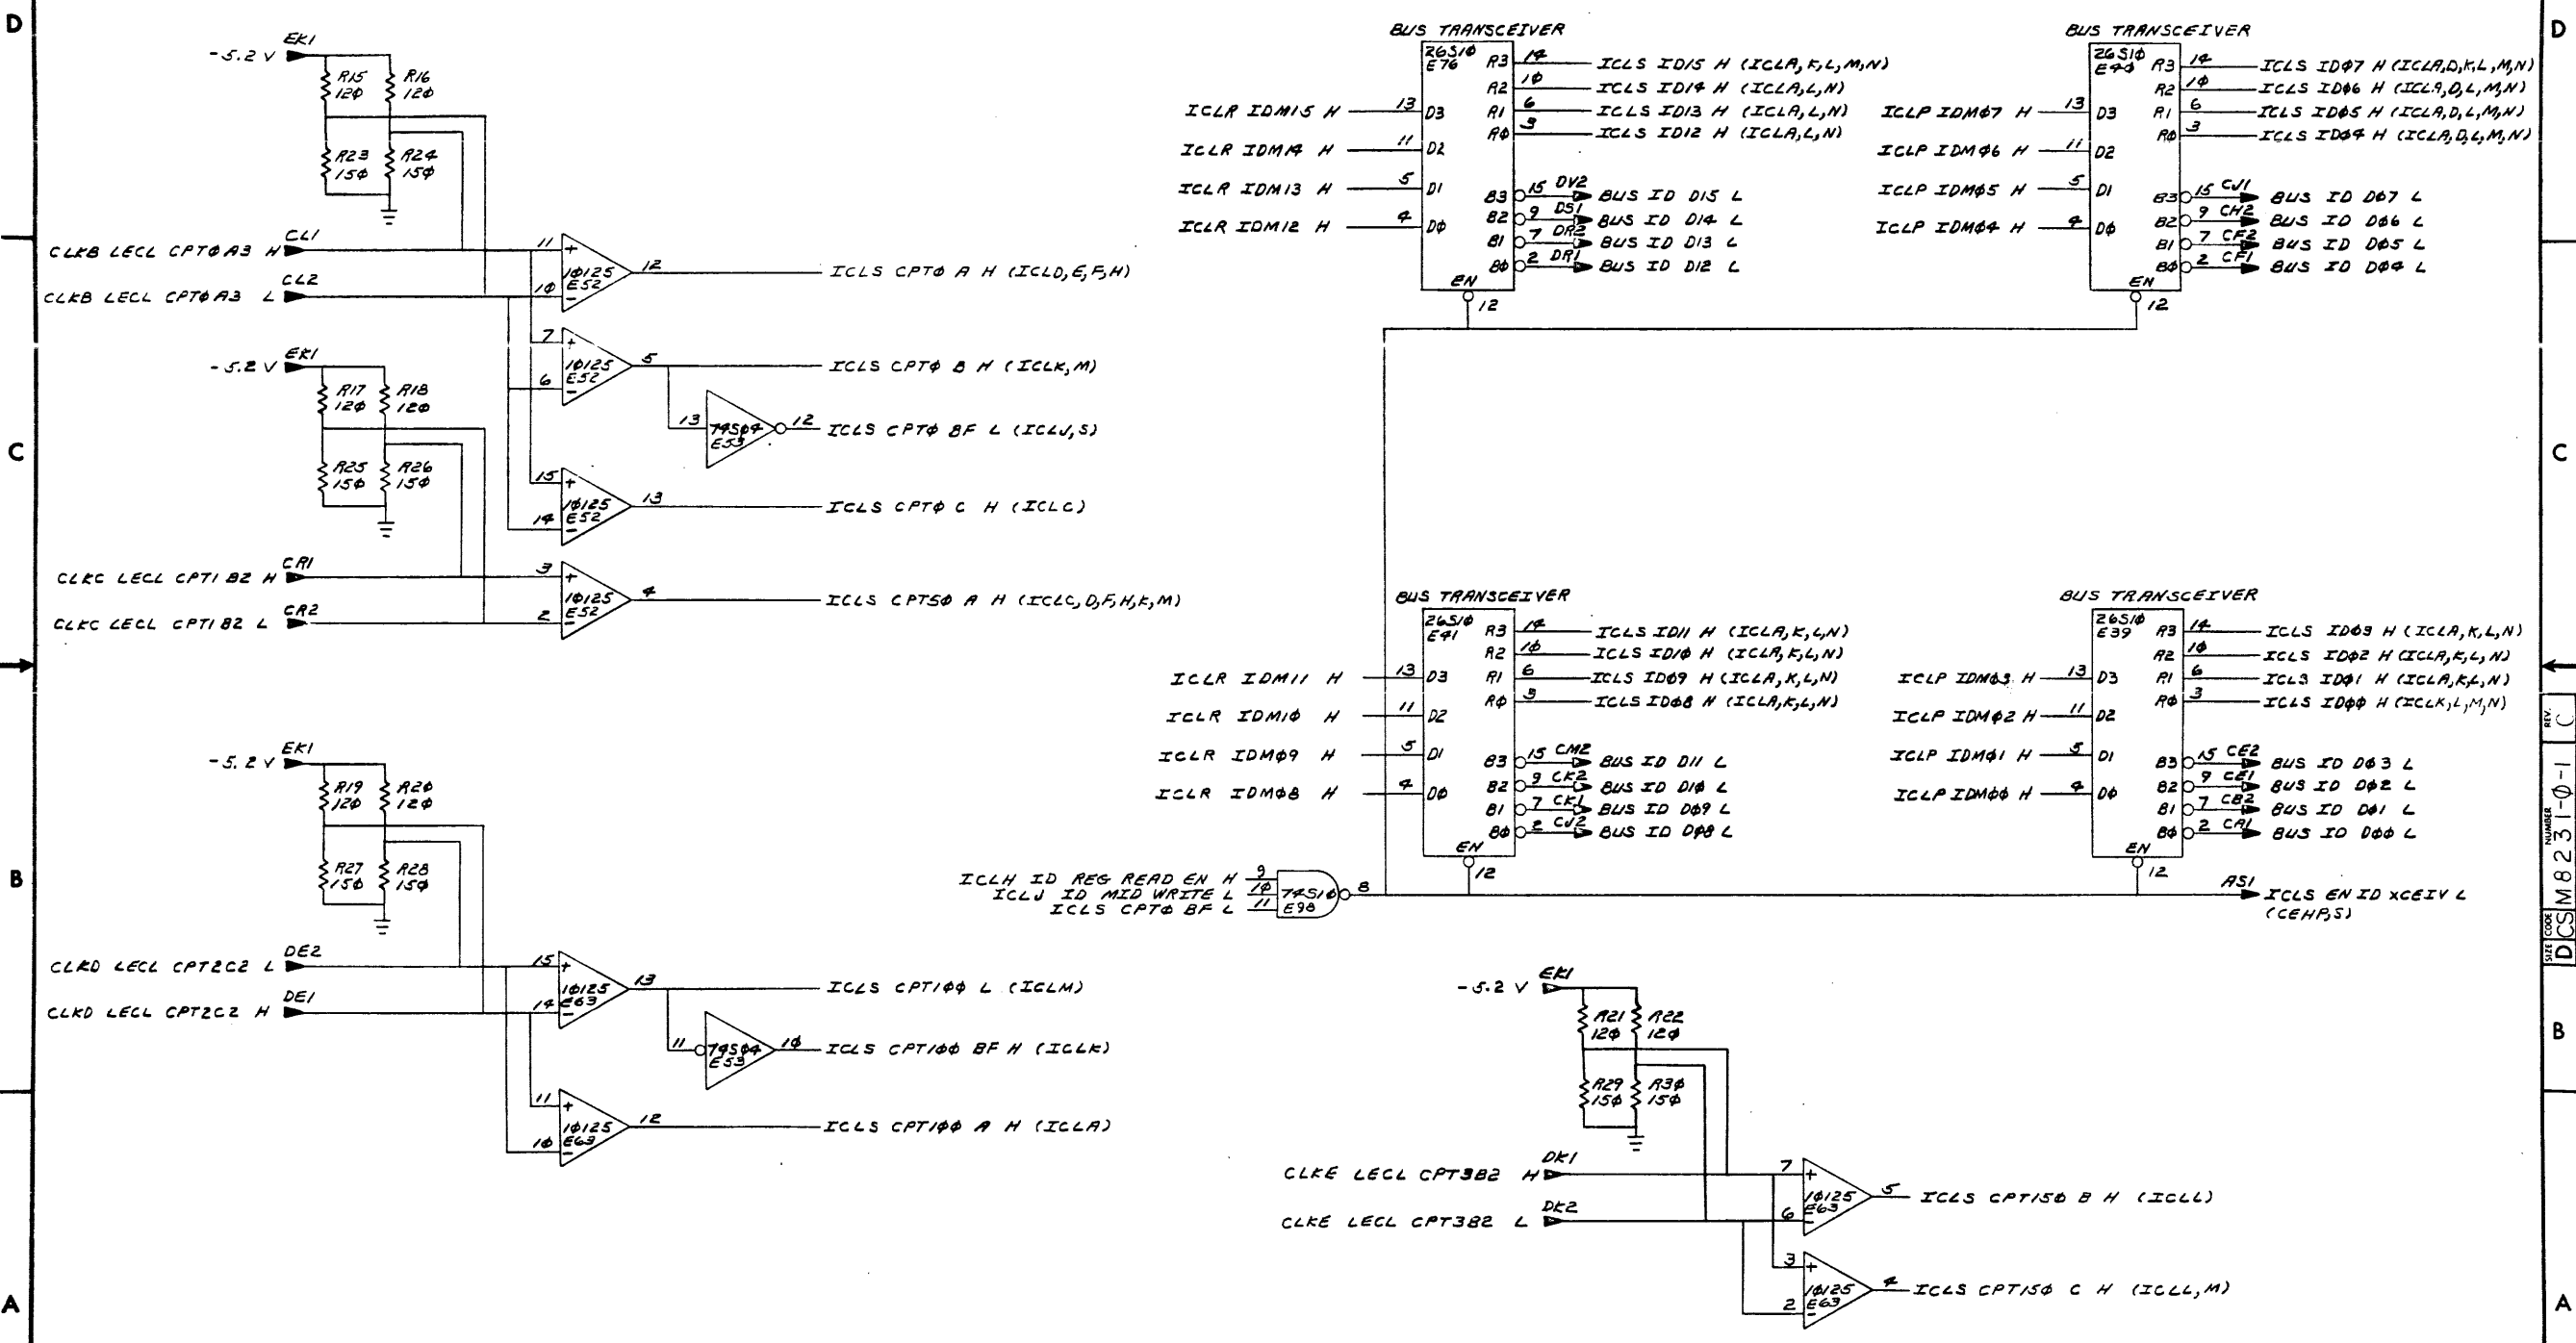 D
D
-5.2 V EK1
R15 12φ R16 12φ
R23 15φ R24 15φ
CLKB LECL CPTφA3 H CL1
CLKB LECL CPTφA3 L CL2
11 + 10 - 1φ125 E52 12 ICLS CPTφ A H (ICLD,E,F,H)
7 + 6 - 1φ125 E52 5 ICLS CPTφ B H (ICLK,M)
13 74Sφ4 E53 12 ICLS CPTφ BF L (ICLJ,S)
15 + 14 - 1φ125 E52 13 ICLS CPTφ C H (ICLC)
-5.2 V EK1
R17 12φ R18 12φ
R25 15φ R26 15φ
CLKC LECL CPT1B2 H CR1
CLKC LECL CPT1B2 L CR2
3 + 2 - 1φ125 E52 4 ICLS CPT5φ A H (ICLC,D,F,H,K,M)
C
C
-5.2 V EK1
R19 12φ R2φ 12φ
R27 15φ R28 15φ
CLKD LECL CPT2C2 L DE2
CLKD LECL CPT2C2 H DE1
15 + 14 - 1φ125 E63 13 ICLS CPT1φφ L (ICLM)
11 74Sφ4 E53 1φ ICLS CPT1φφ BF H (ICLK)
11 + 1φ - 1φ125 E63 12 ICLS CPT1φφ A H (ICLA)
B
B
A
A
BUS TRANSCEIVER
26S1φ E76
R3 14 ICLS ID15 H (ICLA,K,L,M,N)
R2 1φ ICLS ID14 H (ICLA,L,N)
R1 6 ICLS ID13 H (ICLA,L,N)
Rφ 3 ICLS ID12 H (ICLA,L,N)
ICLR IDM15 H 13 D3
ICLR IDM14 H 11 D2
ICLR IDM13 H 5 D1
ICLR IDM12 H 4 Dφ
B3 15 DV2 BUS ID D15 L
B2 9 DS1 BUS ID D14 L
B1 7 DR2 BUS ID D13 L
Bφ 2 DR1 BUS ID D12 L
EN 12
BUS TRANSCEIVER
26S1φ E4φ
R3 14 ICLS IDφ7 H (ICLA,D,K,L,M,N)
R2 1φ ICLS IDφ6 H (ICLA,D,L,M,N)
R1 6 ICLS IDφ5 H (ICLA,D,L,M,N)
Rφ 3 ICLS IDφ4 H (ICLA,D,L,M,N)
ICLP IDMφ7 H 13 D3
ICLP IDMφ6 H 11 D2
ICLP IDMφ5 H 5 D1
ICLP IDMφ4 H 4 Dφ
B3 15 CJ1 BUS ID Dφ7 L
B2 9 CH2 BUS ID Dφ6 L
B1 7 CF2 BUS ID Dφ5 L
Bφ 2 CF1 BUS ID Dφ4 L
EN 12
BUS TRANSCEIVER
26S1φ E41
R3 14 ICLS ID11 H (ICLA,K,L,N)
R2 1φ ICLS ID1φ H (ICLA,K,L,N)
R1 6 ICLS IDφ9 H (ICLA,K,L,N)
Rφ 3 ICLS IDφ8 H (ICLA,K,L,N)
ICLR IDM11 H 13 D3
ICLR IDM1φ H 11 D2
ICLR IDMφ9 H 5 D1
ICLR IDMφ8 H 4 Dφ
B3 15 CM2 BUS ID D11 L
B2 9 CK2 BUS ID D1φ L
B1 7 CK1 BUS ID Dφ9 L
Bφ 2 CJ2 BUS ID Dφ8 L
EN 12
BUS TRANSCEIVER
26S1φ E39
R3 14 ICLS IDφ3 H (ICLA,K,L,N)
R2 1φ ICLS IDφ2 H (ICLA,K,L,N)
R1 6 ICLS IDφ1 H (ICLA,K,L,N)
Rφ 3 ICLS IDφφ H (ICLK,L,M,N)
ICLP IDMφ3 H 13 D3
ICLP IDMφ2 H 11 D2
ICLP IDMφ1 H 5 D1
ICLP IDMφφ H 4 Dφ
B3 15 CE2 BUS ID Dφ3 L
B2 9 CE1 BUS ID Dφ2 L
B1 7 CB2 BUS ID Dφ1 L
Bφ 2 CA1 BUS ID Dφφ L
EN 12
ICLH ID REG READ EN H 9
ICLJ ID MID WRITE L 1φ
ICLS CPTφ BF L 11
74S1φ E98 8
AS1 ICLS EN ID XCEIV L
(CEHP,S)
-5.2 V EK1
R21 12φ R22 12φ
R29 15φ R3φ 15φ
CLKE LECL CPT3B2 H DK1
CLKE LECL CPT3B2 L DK2
7 + 6 - 1φ125 E63 5 ICLS CPT15φ B H (ICLL)
3 + 2 - 1φ125 E63 4 ICLS CPT15φ C H (ICLL,M)
SIZE CODE NUMBER REV.
D CS M8231-φ-1 C